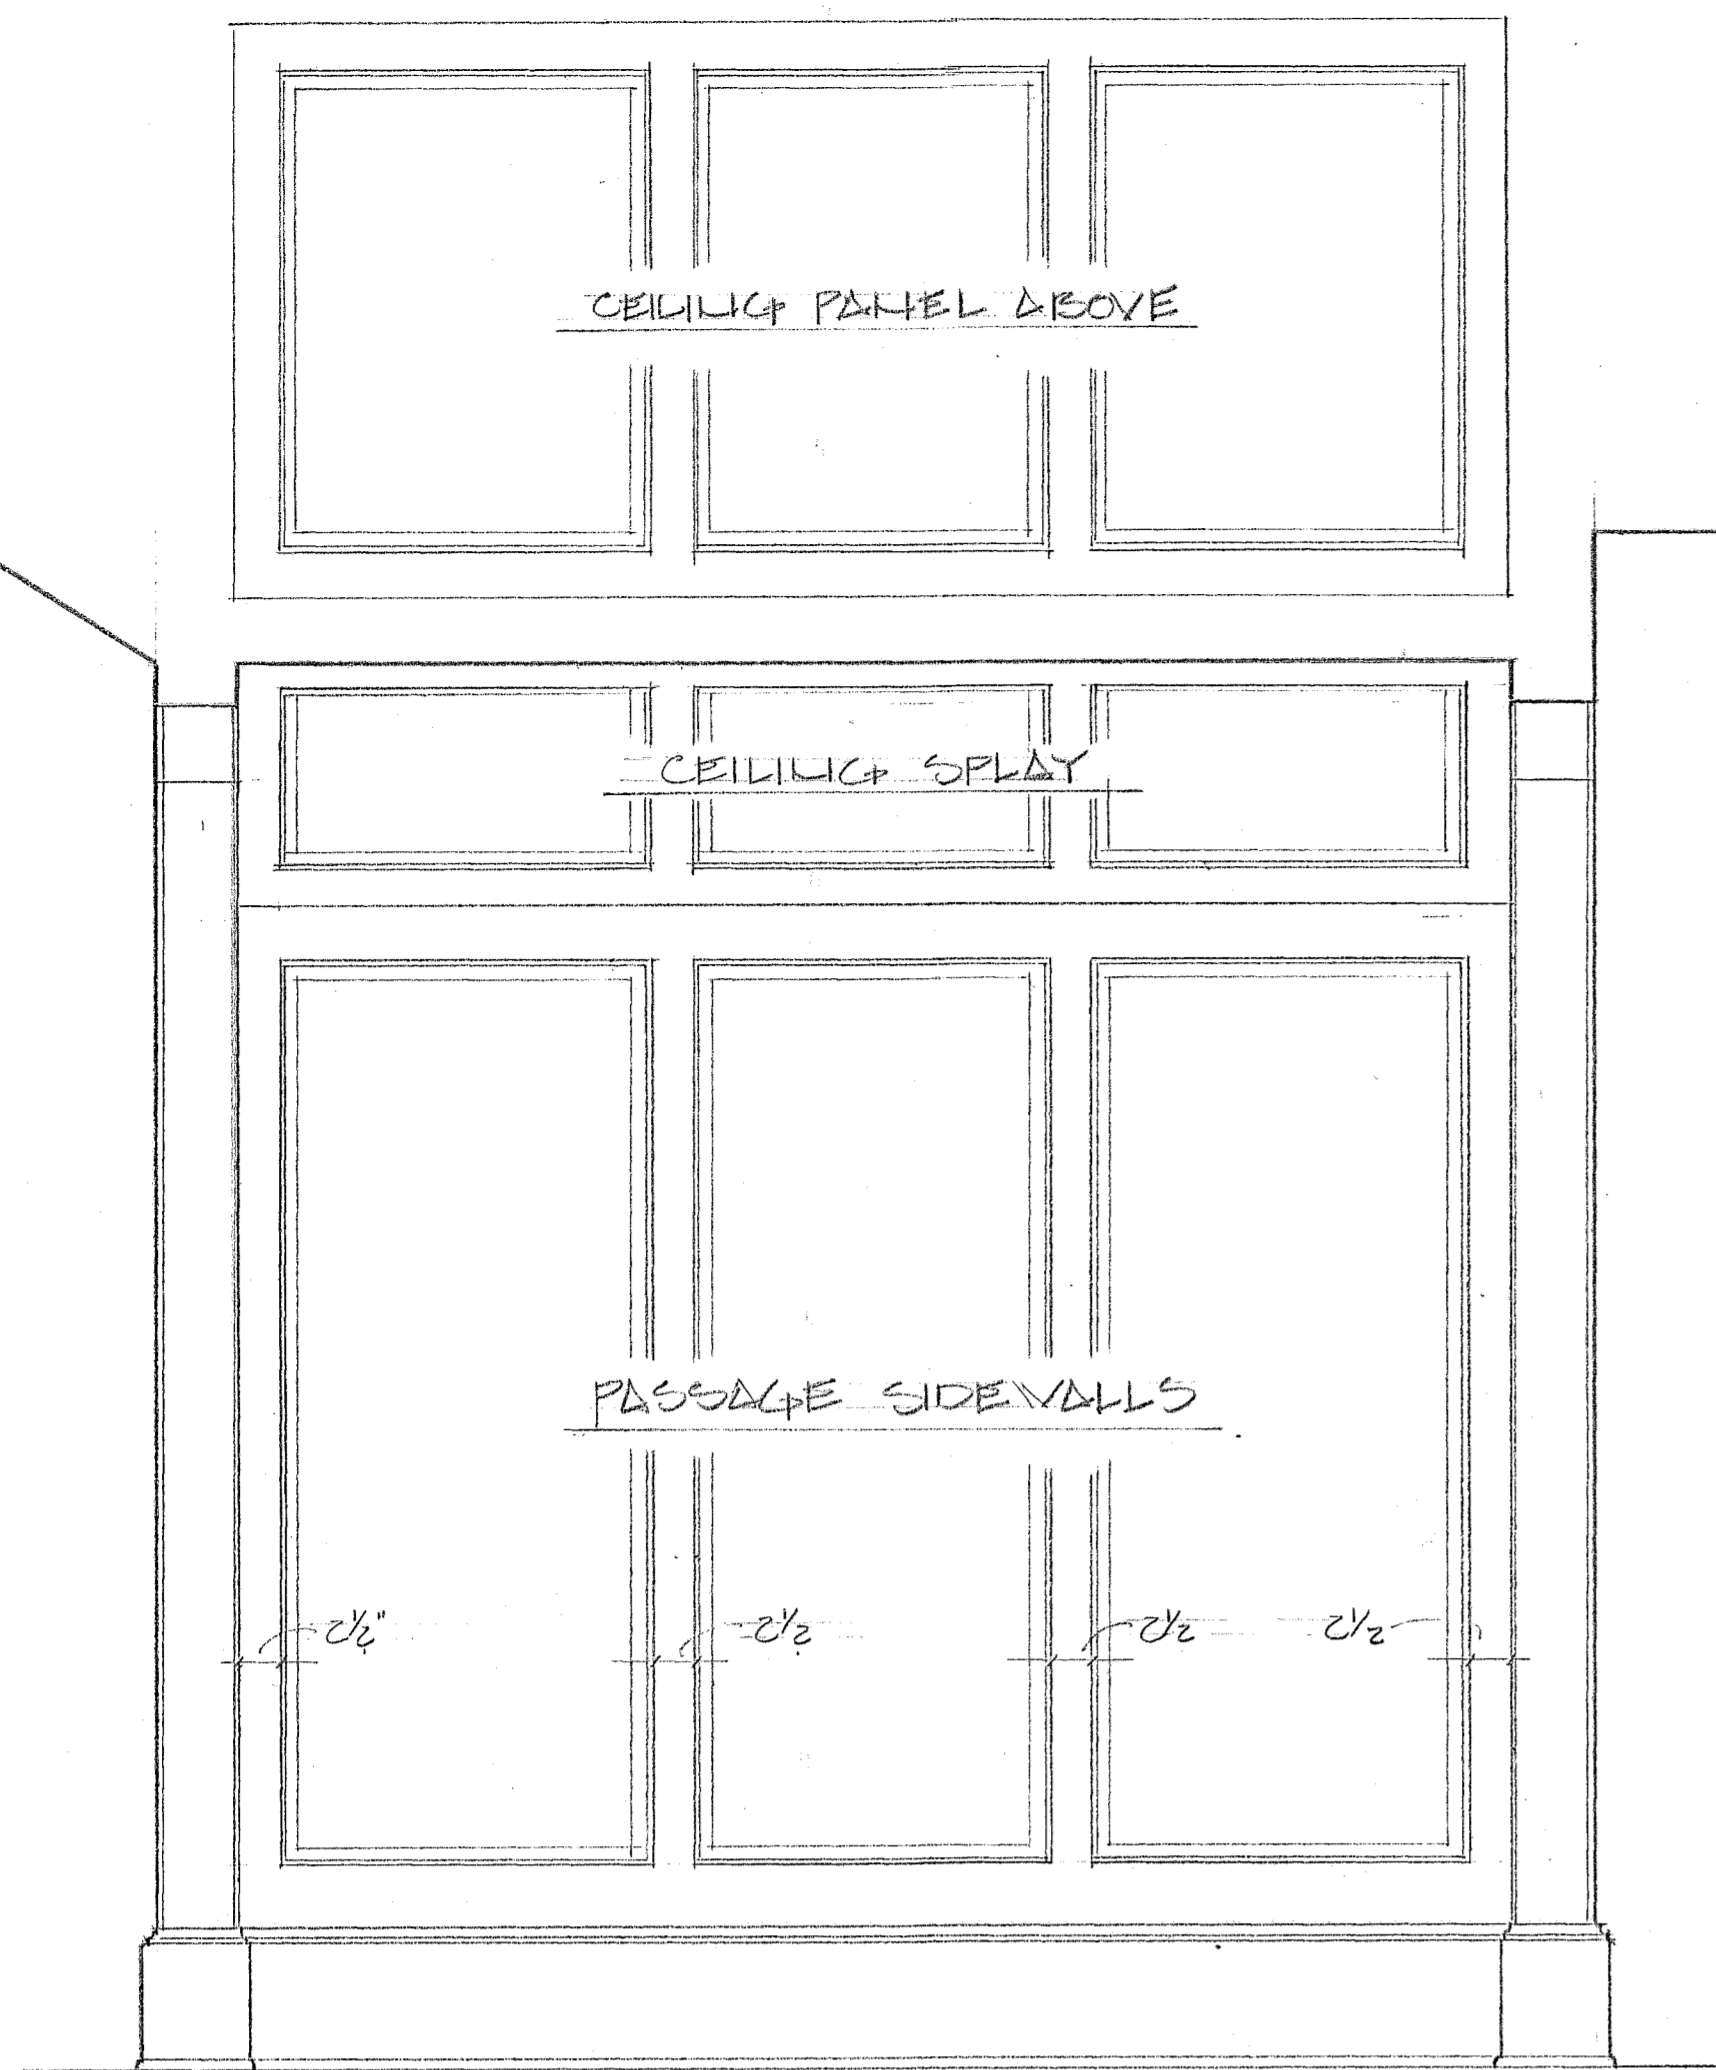 CEILING PANEL ABOVE
CEILING SPLAY
PASSAGE SIDEWALLS
2½" 2½ 2½ 2½